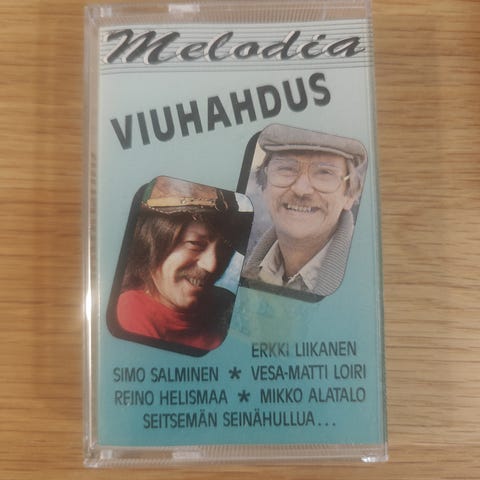 Melodia
VIUHAHDUS
ERKKI LIIKANEN
SIMO SALMINEN * VESA-MATTI LOIRI
REINO HELISMAA * MIKKO ALATALO
SEITSEMÄN SEINÄHULLUA...